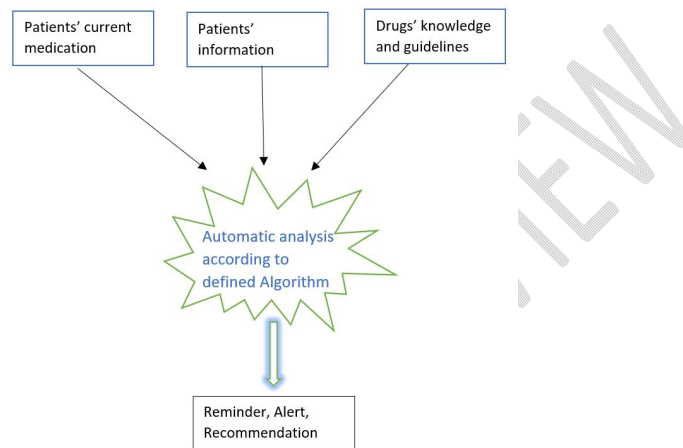 Patients' current
medication
Patients'
information
Drugs' knowledge
and guidelines
Automatic analysis
according to
defined Algorithm
Reminder, Alert,
Recommendation